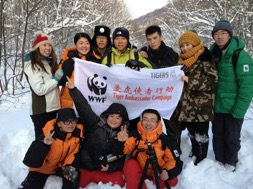 TIGERS
爱虎使者行动
WWF
Tiger Ambassador Campaign